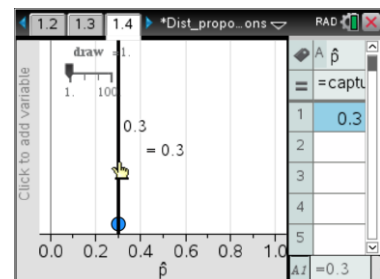 1.2 1.3 1.4 *Dist_propo…ons RAD
draw = 1.
1. 100
Click to add variable
0.3
= 0.3
0.0 0.2 0.4 0.6 0.8 1.0
p̂
A p̂
= =captu
1 0.3
2
3
4
5
A1 =0.3